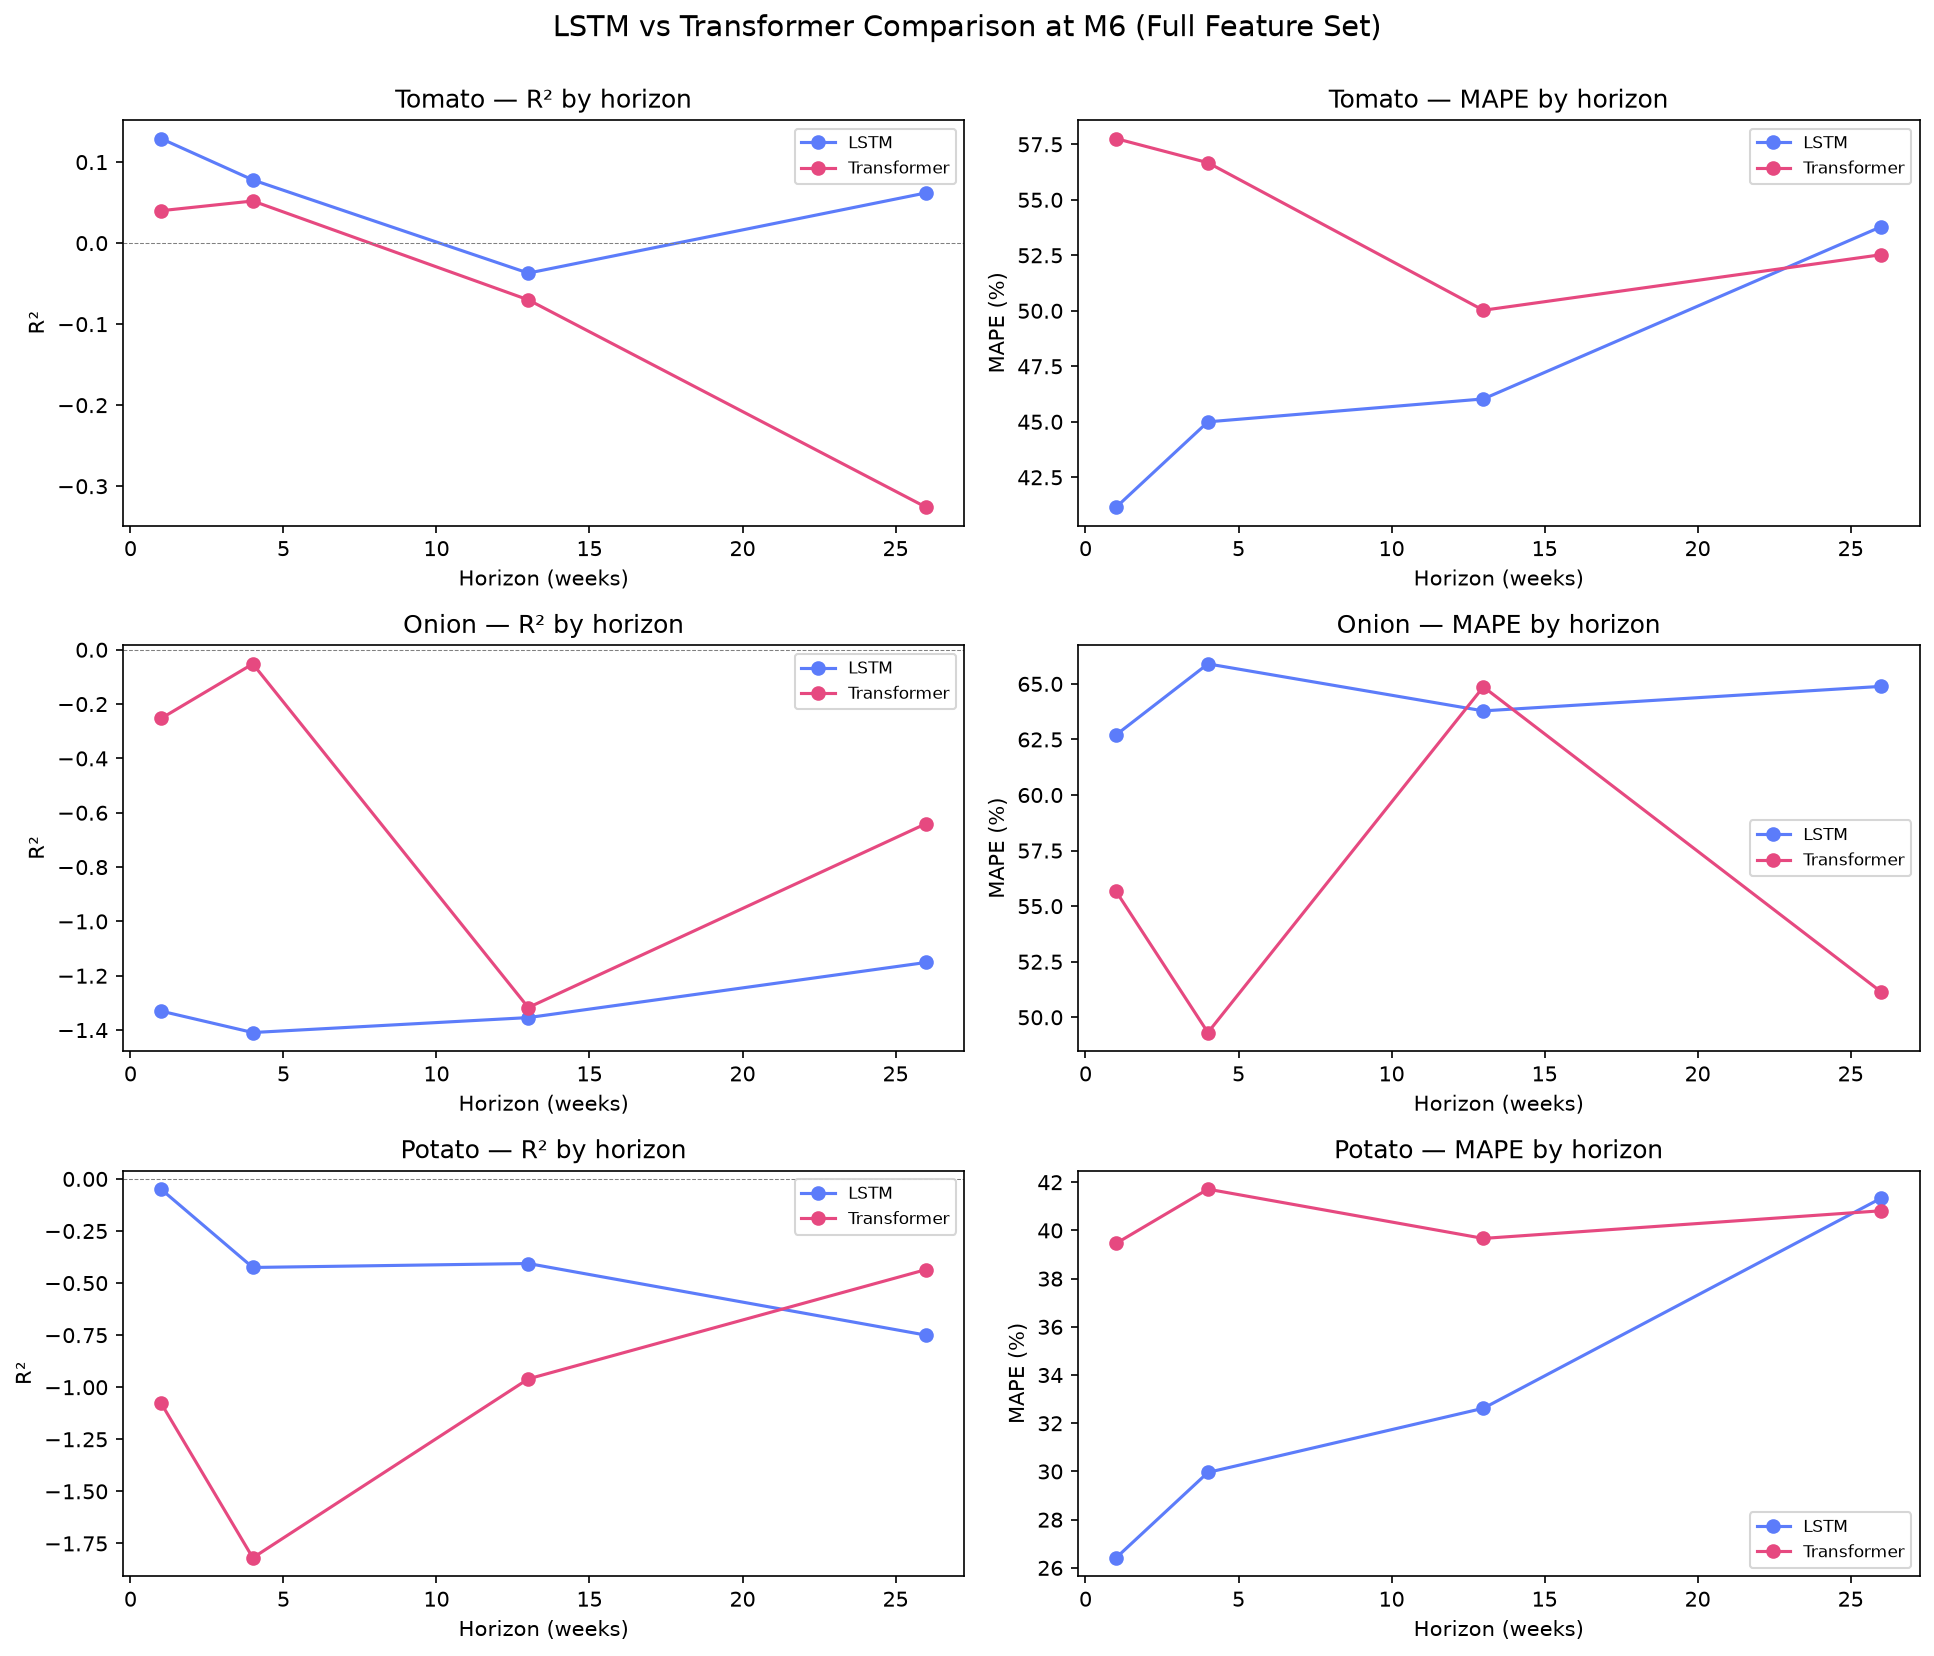 LSTM vs Transformer Comparison at M6 (Full Feature Set)
Tomato — R² by horizon
R²
0.1
0.0
−0.1
−0.2
−0.3
0 5 10 15 20 25
Horizon (weeks)
LSTM
Transformer
Tomato — MAPE by horizon
MAPE (%)
57.5
55.0
52.5
50.0
47.5
45.0
42.5
0 5 10 15 20 25
Horizon (weeks)
LSTM
Transformer
Onion — R² by horizon
R²
0.0
−0.2
−0.4
−0.6
−0.8
−1.0
−1.2
−1.4
0 5 10 15 20 25
Horizon (weeks)
LSTM
Transformer
Onion — MAPE by horizon
MAPE (%)
65.0
62.5
60.0
57.5
55.0
52.5
50.0
0 5 10 15 20 25
Horizon (weeks)
LSTM
Transformer
Potato — R² by horizon
R²
0.00
−0.25
−0.50
−0.75
−1.00
−1.25
−1.50
−1.75
0 5 10 15 20 25
Horizon (weeks)
LSTM
Transformer
Potato — MAPE by horizon
MAPE (%)
42
40
38
36
34
32
30
28
26
0 5 10 15 20 25
Horizon (weeks)
LSTM
Transformer